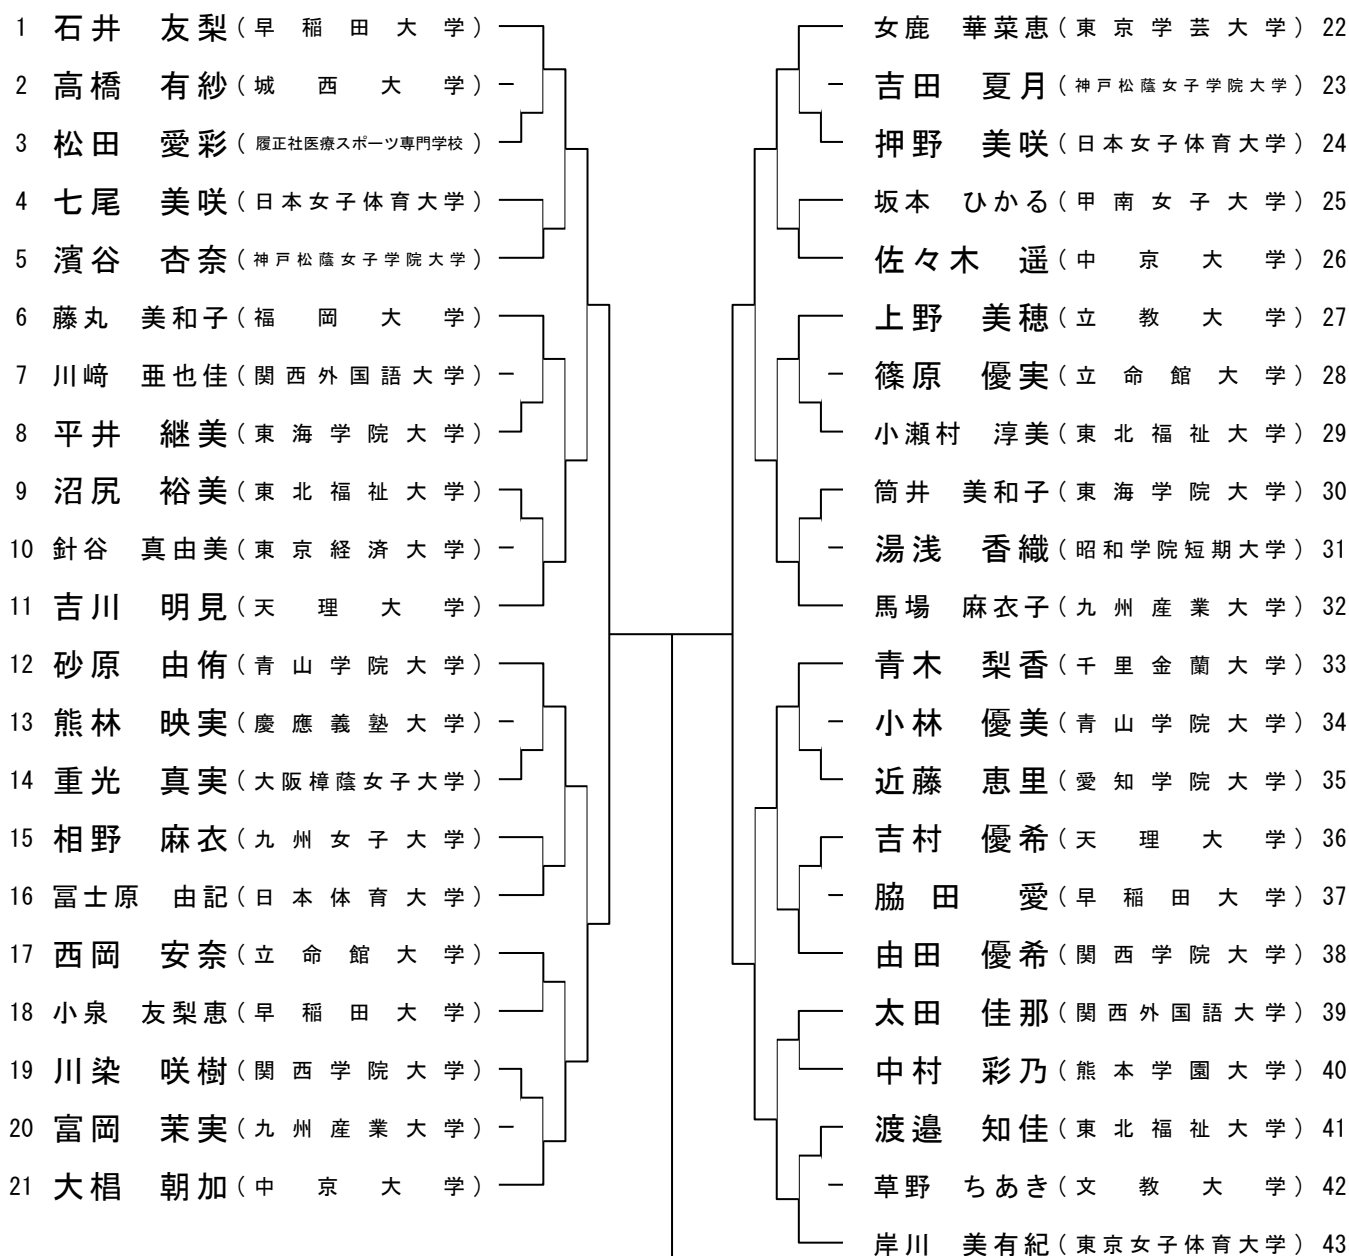 1 石井 友梨（早稲田大学）
2 高橋 有紗（城西大学）
3 松田 愛彩（履正社医療スポーツ専門学校）
4 七尾 美咲（日本女子体育大学）
5 濱谷 杏奈（神戸松蔭女子学院大学）
6 藤丸 美和子（福岡大学）
7 川﨑 亜也佳（関西外国語大学）
8 平井 継美（東海学院大学）
9 沼尻 裕美（東北福祉大学）
10 針谷 真由美（東京経済大学）
11 吉川 明見（天理大学）
12 砂原 由侑（青山学院大学）
13 熊林 映実（慶應義塾大学）
14 重光 真実（大阪樟蔭女子大学）
15 相野 麻衣（九州女子大学）
16 冨士原 由記（日本体育大学）
17 西岡 安奈（立命館大学）
18 小泉 友梨恵（早稲田大学）
19 川染 咲樹（関西学院大学）
20 富岡 茉実（九州産業大学）
21 大椙 朝加（中京大学）
女鹿 華菜恵（東京学芸大学）22
吉田 夏月（神戸松蔭女子学院大学）23
押野 美咲（日本女子体育大学）24
坂本 ひかる（甲南女子大学）25
佐々木 遥（中京大学）26
上野 美穂（立教大学）27
篠原 優実（立命館大学）28
小瀬村 淳美（東北福祉大学）29
筒井 美和子（東海学院大学）30
湯浅 香織（昭和学院短期大学）31
馬場 麻衣子（九州産業大学）32
青木 梨香（千里金蘭大学）33
小林 優美（青山学院大学）34
近藤 恵里（愛知学院大学）35
吉村 優希（天理大学）36
脇田 愛（早稲田大学）37
由田 優希（関西学院大学）38
太田 佳那（関西外国語大学）39
中村 彩乃（熊本学園大学）40
渡邉 知佳（東北福祉大学）41
草野 ちあき（文教大学）42
岸川 美有紀（東京女子体育大学）43